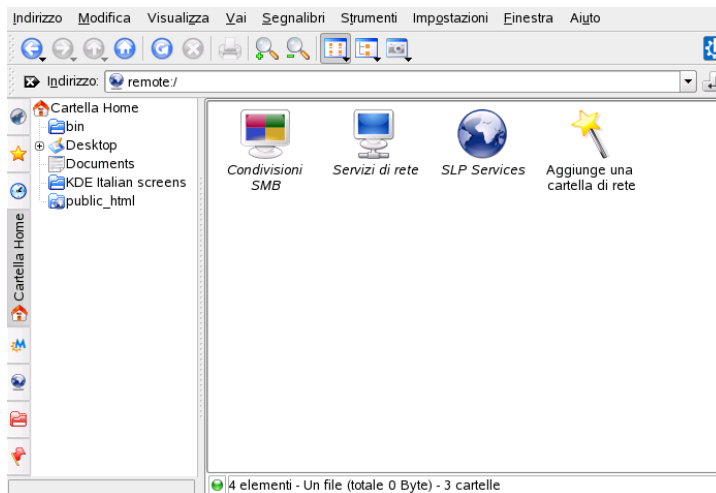 Indirizzo Modifica Visualizza Vai Segnalibri Strumenti Impostazioni Finestra Aiuto
Indirizzo: remote:/
Cartella Home
bin
Desktop
Documents
KDE Italian screens
public_html
Cartella Home
Condivisioni
SMB
Servizi di rete
SLP Services
Aggiunge una
cartella di rete
4 elementi - Un file (totale 0 Byte) - 3 cartelle